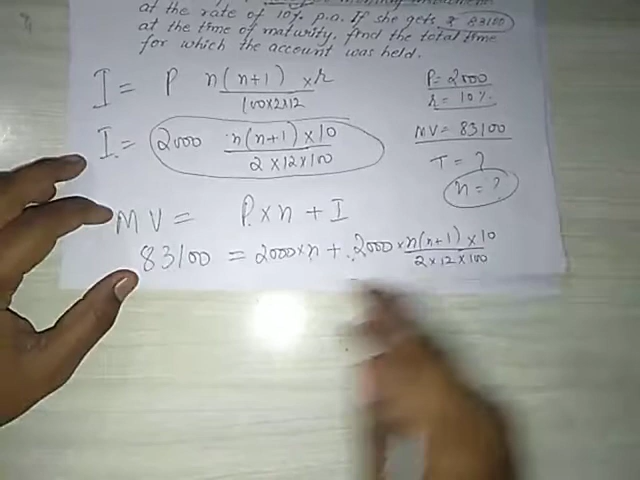 at the rate of 10% p.a. If she gets ₹ 83100
at the time of maturity, find the total time
for which the account was held.
I = P n(n+1) × r / 100×2×12
P = 2000
r = 10%
I = 2000 n(n+1) × 10 / 2 × 12 × 100
MV = 83100
T = ?
n = ?
MV = P × n + I
83100 = 2000 × n + 2000 × n(n+1) × 10 / 2 × 12 × 100